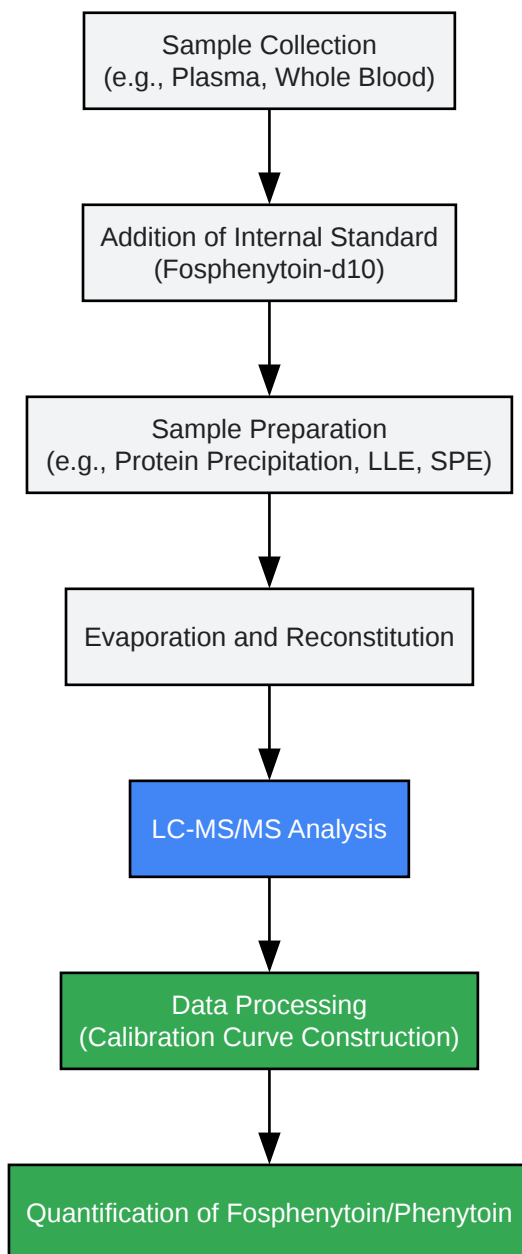 Sample Collection
(e.g., Plasma, Whole Blood)
Addition of Internal Standard
(Fosphenytoin-d10)
Sample Preparation
(e.g., Protein Precipitation, LLE, SPE)
Evaporation and Reconstitution
LC-MS/MS Analysis
Data Processing
(Calibration Curve Construction)
Quantification of Fosphenytoin/Phenytoin